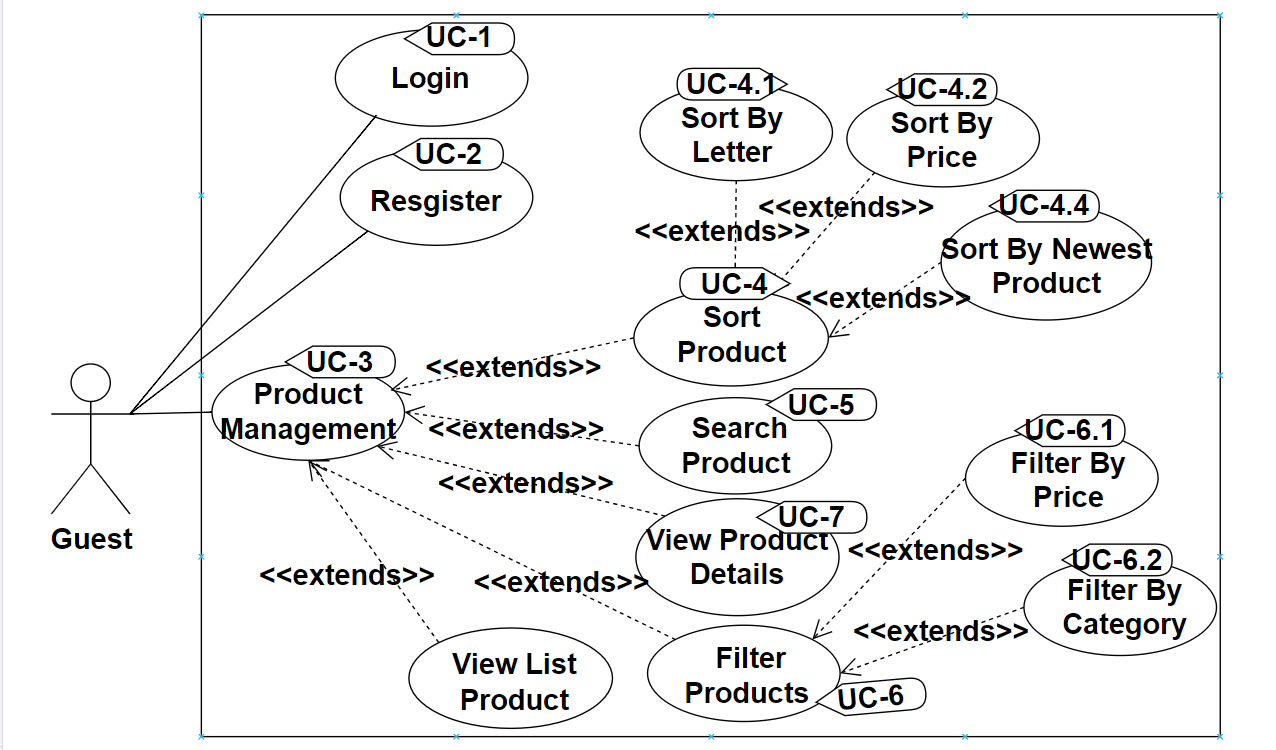 UC-1
Login
UC-2
Resgister
UC-4.1
Sort By
Letter
UC-4.2
Sort By
Price
<<extends>>
<<extends>>
UC-4.4
Sort By Newest
Product
UC-4
Sort
Product
<<extends>>
UC-3
Product
Management
<<extends>>
<<extends>>
<<extends>>
UC-5
Search
Product
UC-6.1
Filter By
Price
UC-7
View Product
Details
Guest
<<extends>>
UC-6.2
Filter By
Category
<<extends>>
<<extends>>
<<extends>>
View List
Product
Filter
Products
UC-6